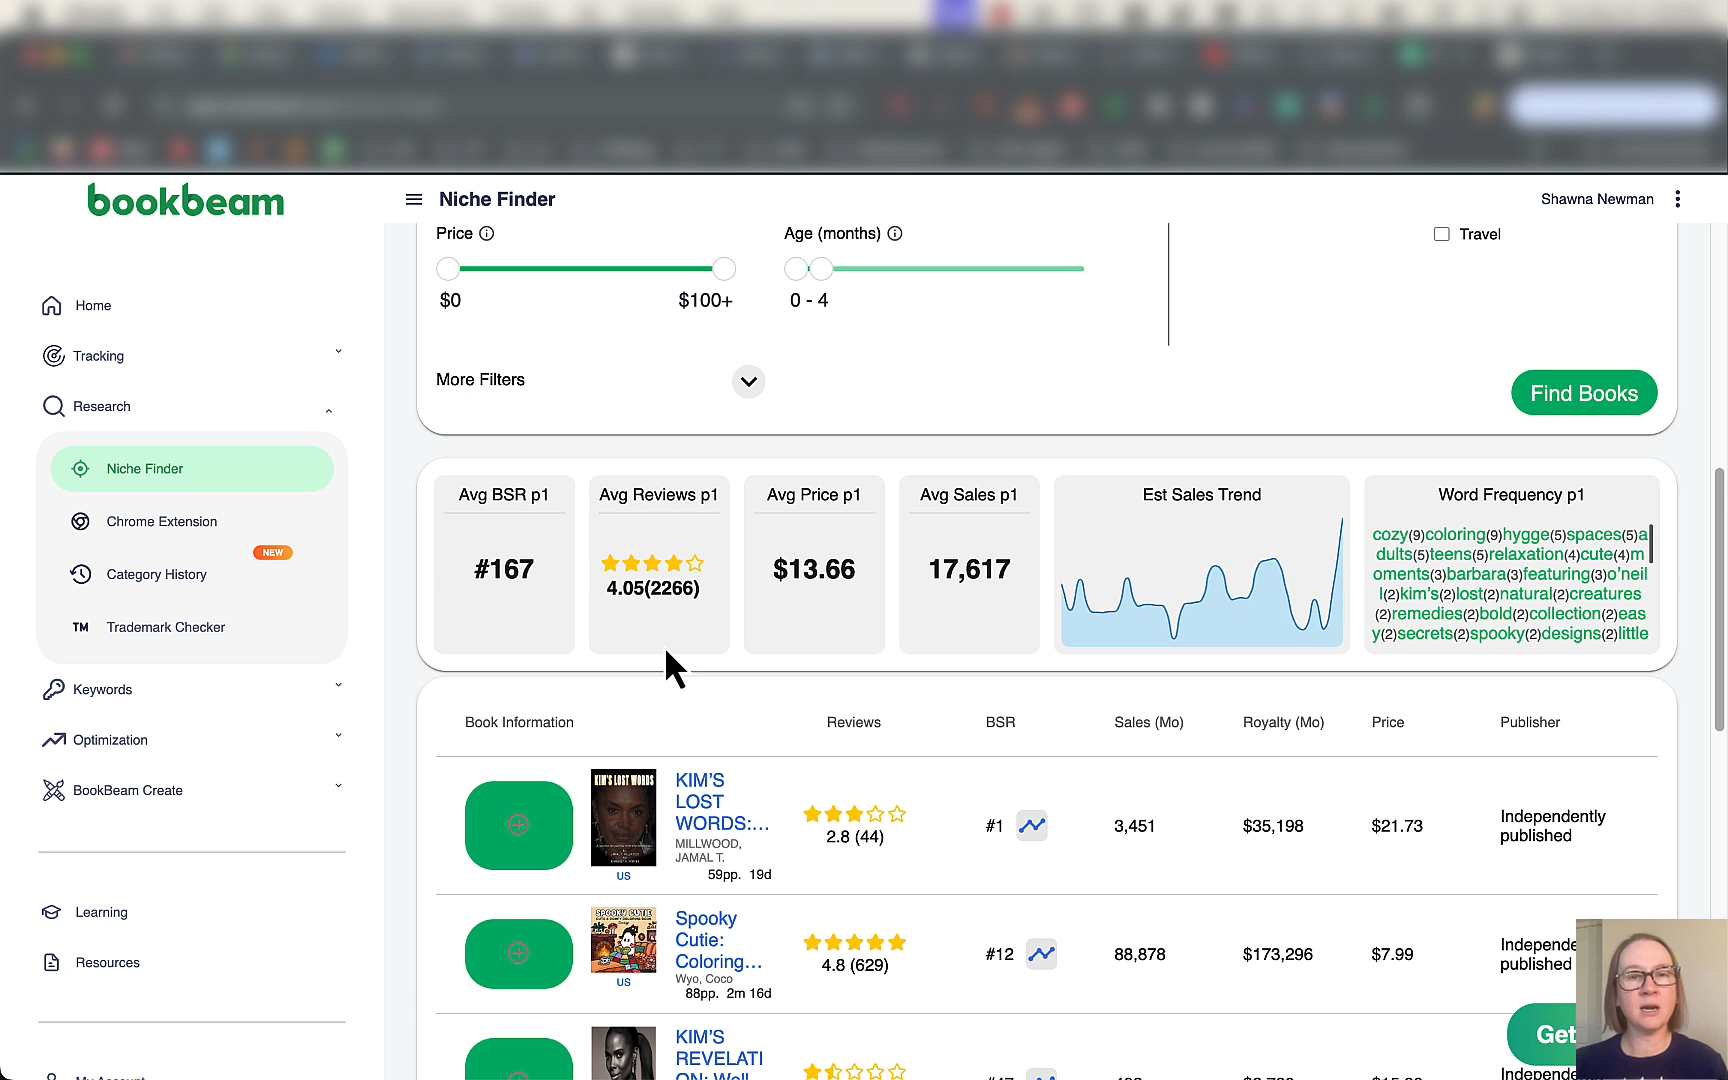 bookbeam
Niche Finder
Shawna Newman
Price
Age (months)
Travel
$0
$100+
0 - 4
More Filters
Find Books
Home
Tracking
Research
Niche Finder
Chrome Extension
NEW
Category History
TM Trademark Checker
Keywords
Optimization
BookBeam Create
Learning
Resources
Avg BSR p1
#167
Avg Reviews p1
4.05(2266)
Avg Price p1
$13.66
Avg Sales p1
17,617
Est Sales Trend
Word Frequency p1
cozy(9)coloring(9)hygge(5)spaces(5)a
dults(5)teens(5)relaxation(4)cute(4)m
oments(3)barbara(3)featuring(3)o'neil
l(2)kim's(2)lost(2)natural(2)creatures
(2)remedies(2)bold(2)collection(2)eas
y(2)secrets(2)spooky(2)designs(2)little
Book Information
Reviews
BSR
Sales (Mo)
Royalty (Mo)
Price
Publisher
KIM'S LOST WORDS
US
KIM'S
LOST
WORDS:...
MILLWOOD,
JAMAL T.
59pp. 19d
2.8 (44)
#1
3,451
$35,198
$21.73
Independently
published
SPOOKY CUTIE
US
Spooky
Cutie:
Coloring...
Wyo, Coco
88pp. 2m 16d
4.8 (629)
#12
88,878
$173,296
$7.99
Independe
published
KIM'S
REVELATI
Get